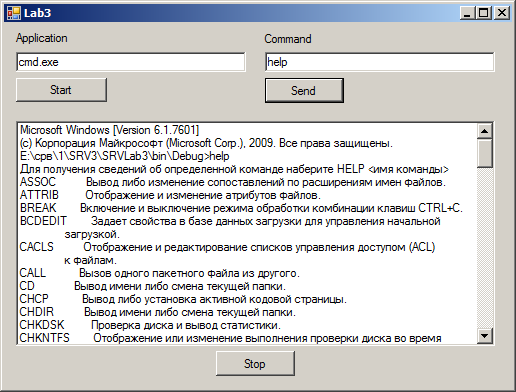 Lab3
Application
Command
cmd.exe
help
Start
Send
Microsoft Windows [Version 6.1.7601]
(c) Корпорация Майкрософт (Microsoft Corp.), 2009. Все права защищены.
E:\срв\1\SRV3\SRVLab3\bin\Debug>help
Для получения сведений об определенной команде наберите HELP <имя команды>
ASSOC Вывод либо изменение сопоставлений по расширениям имен файлов.
ATTRIB Отображение и изменение атрибутов файлов.
BREAK Включение и выключение режима обработки комбинации клавиш CTRL+C.
BCDEDIT Задает свойства в базе данных загрузки для управления начальной
загрузкой.
CACLS Отображение и редактирование списков управления доступом (ACL)
к файлам.
CALL Вызов одного пакетного файла из другого.
CD Вывод имени либо смена текущей папки.
CHCP Вывод либо установка активной кодовой страницы.
CHDIR Вывод имени либо смена текущей папки.
CHKDSK Проверка диска и вывод статистики.
CHKNTFS Отображение или изменение выполнения проверки диска во время
Stop